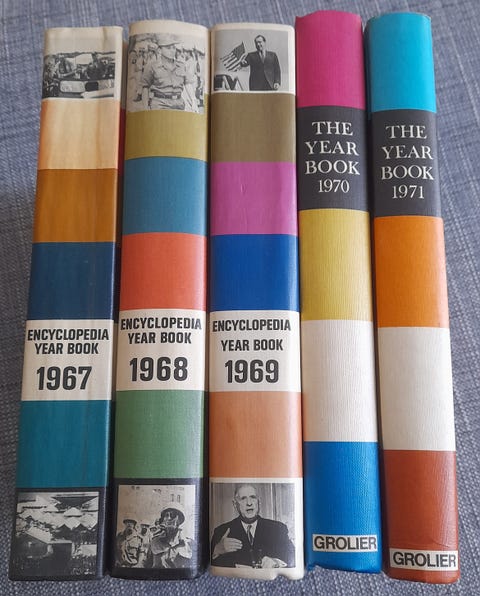 ENCYCLOPEDIA
YEAR BOOK
1967
ENCYCLOPEDIA
YEAR BOOK
1968
ENCYCLOPEDIA
YEAR BOOK
1969
THE
YEAR
BOOK
1970
GROLIER
THE
YEAR
BOOK
1971
GROLIER